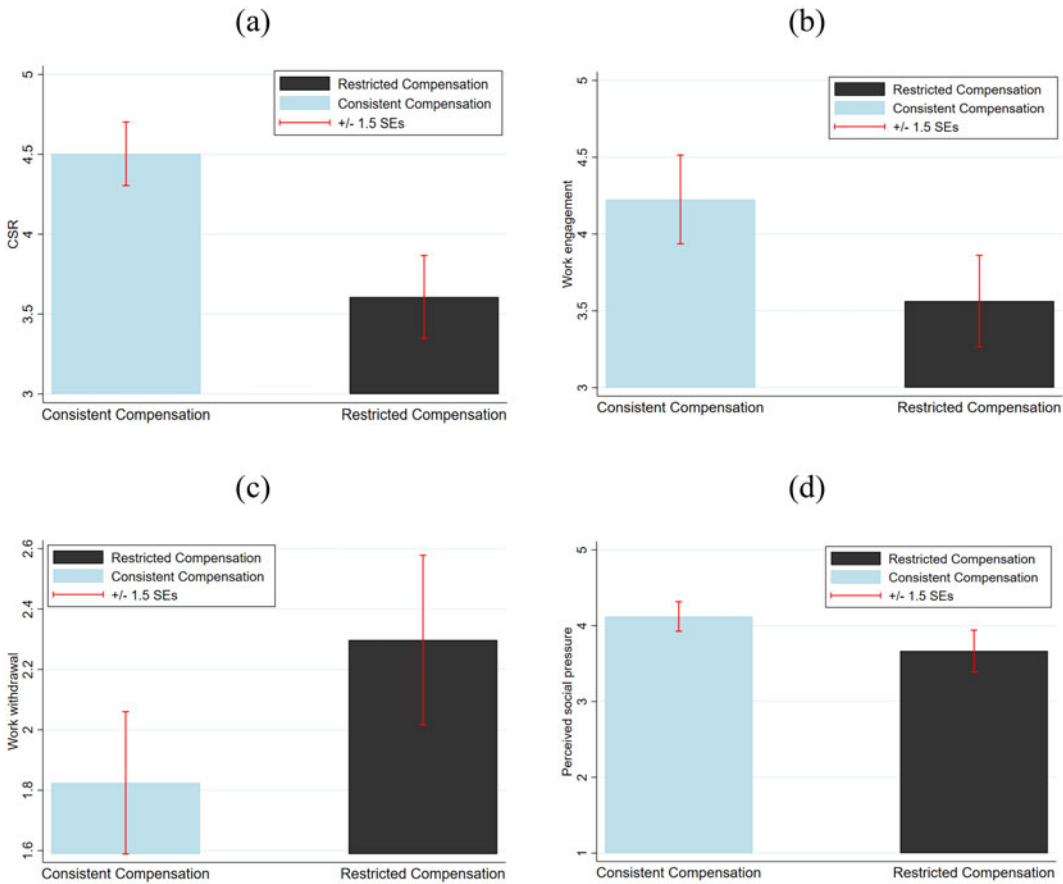 (a)
CSR
5
4.5
4
3.5
3
Restricted Compensation
Consistent Compensation
+/- 1.5 SEs
Consistent Compensation
Restricted Compensation
(b)
Work engagement
5
4.5
4
3.5
3
Restricted Compensation
Consistent Compensation
+/- 1.5 SEs
Consistent Compensation
Restricted Compensation
(c)
Work withdrawal
2.6
2.4
2.2
2
1.8
1.6
Restricted Compensation
Consistent Compensation
+/- 1.5 SEs
Consistent Compensation
Restricted Compensation
(d)
Perceived social pressure
5
4
3
2
1
Restricted Compensation
Consistent Compensation
+/- 1.5 SEs
Consistent Compensation
Restricted Compensation